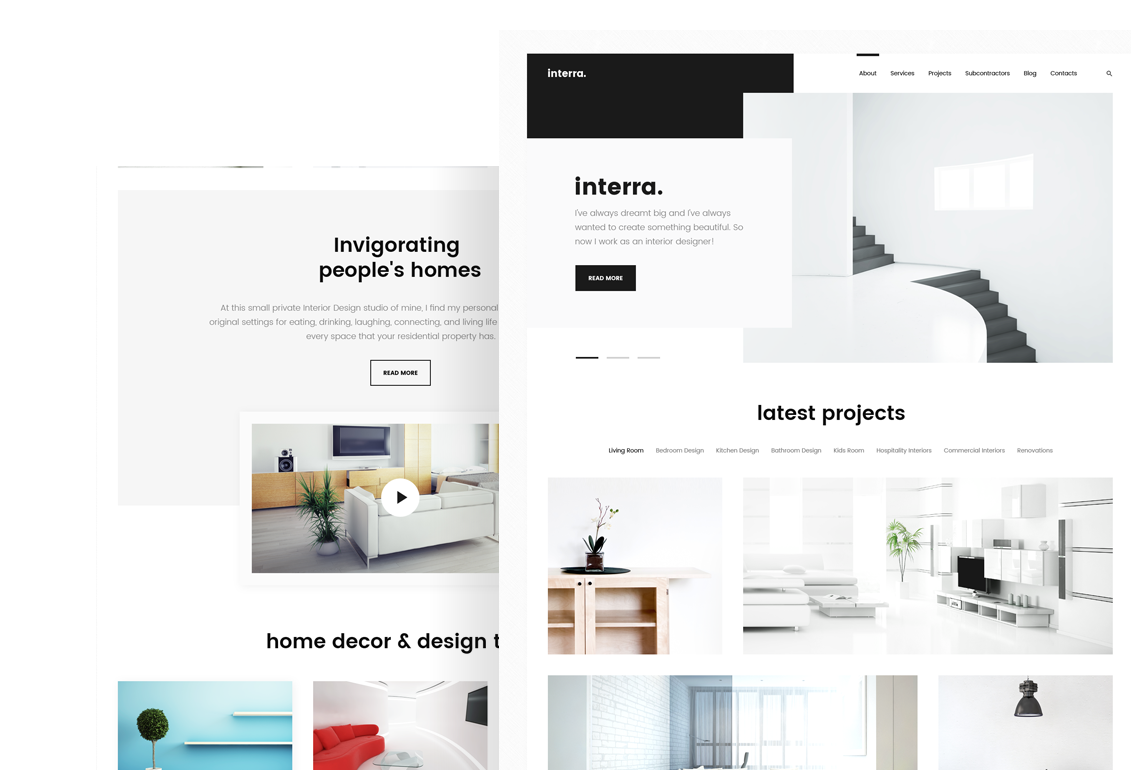 interra.
About Services Projects Subcontractors Blog Contacts
interra.
I've always dreamt big and I've always
wanted to create something beautiful. So
now I work as an interior designer!
READ MORE
latest projects
Living Room Bedroom Design Kitchen Design Bathroom Design Kids Room Hospitality Interiors Commercial Interiors Renovations
Invigorating
people's homes
At this small private Interior Design studio of mine, I find my personal
original settings for eating, drinking, laughing, connecting, and living life
every space that your residential property has.
READ MORE
home decor & design t